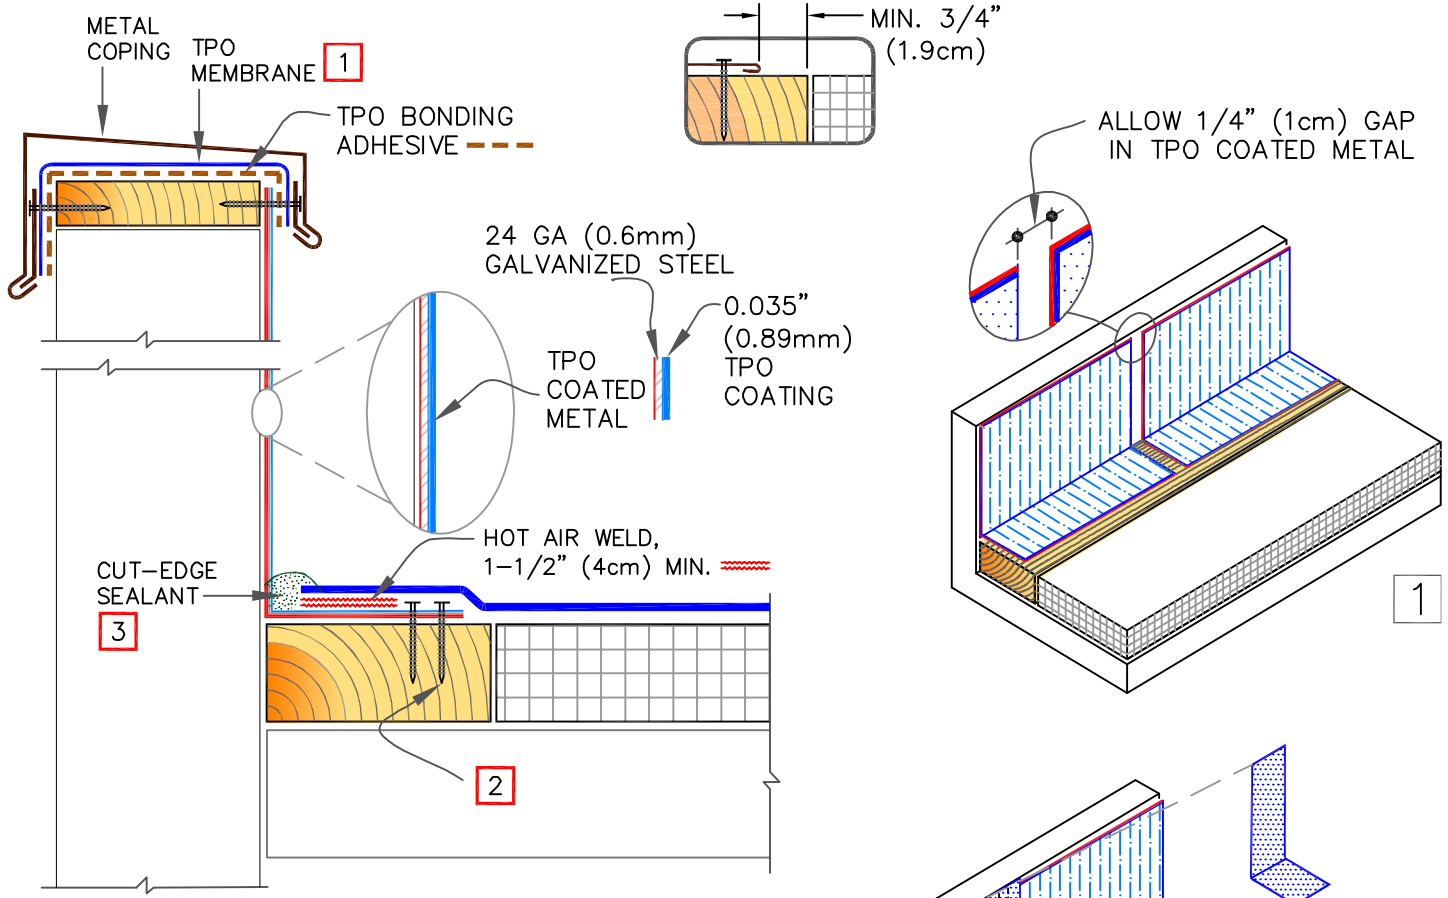 METAL
COPING
TPO
MEMBRANE
1
TPO BONDING
ADHESIVE
MIN. 3/4”
(1.9cm)
ALLOW 1/4” (1cm) GAP
IN TPO COATED METAL
24 GA (0.6mm)
GALVANIZED STEEL
0.035”
(0.89mm)
TPO
COATING
TPO
COATED
METAL
HOT AIR WELD,
1-1/2” (4cm) MIN.
CUT-EDGE
SEALANT
3
2
1